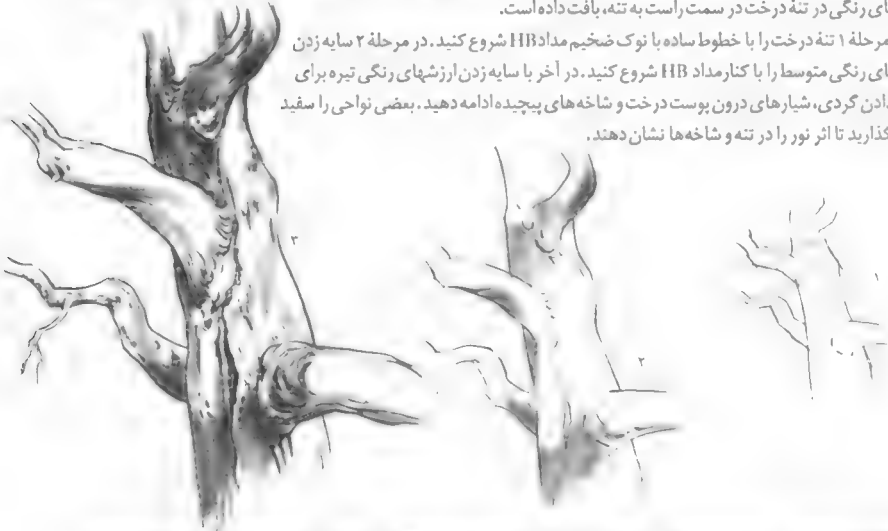 ای رنگی در تنهٔ درخت در سمت راست به تنه، بافت داده است.
مرحلهٔ ۱ تنهٔ درخت را با خطوط ساده با نوک ضخیم مداد HB شروع کنید. در مرحلهٔ ۲ سایه زدن
ای رنگی متوسط را با کنار مداد HB شروع کنید. در آخر با سایه زدن ارزشهای رنگی تیره برای
دادن گردی، شیارهای درون پوست درخت و شاخه‌های پیچیده ادامه دهید. بعضی نواحی را سفید
گذارید تا اثر نور را در تنه و شاخه‌ها نشان دهند.
۳
۲